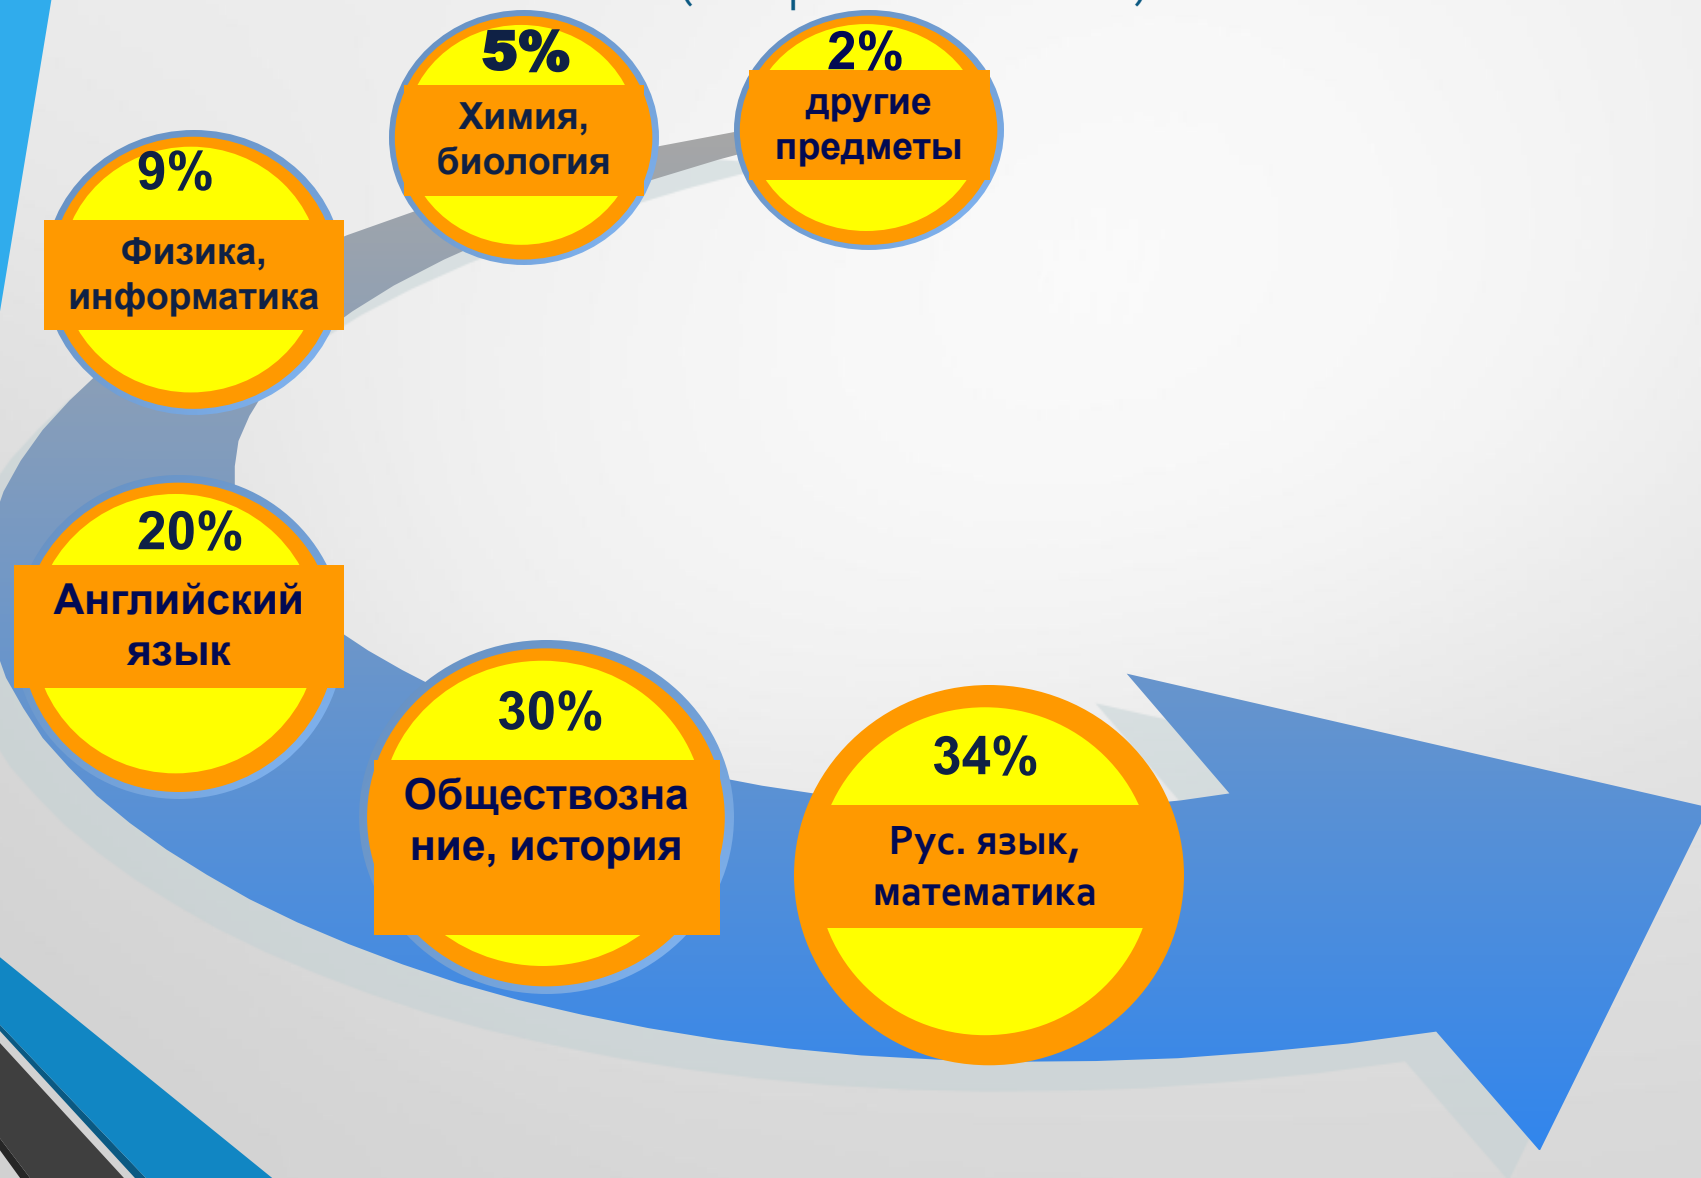 5%
Химия,
биология
2%
другие
предметы
9%
Физика,
информатика
20%
Английский
язык
30%
Обществозна
ние, история
34%
Рус. язык,
математика